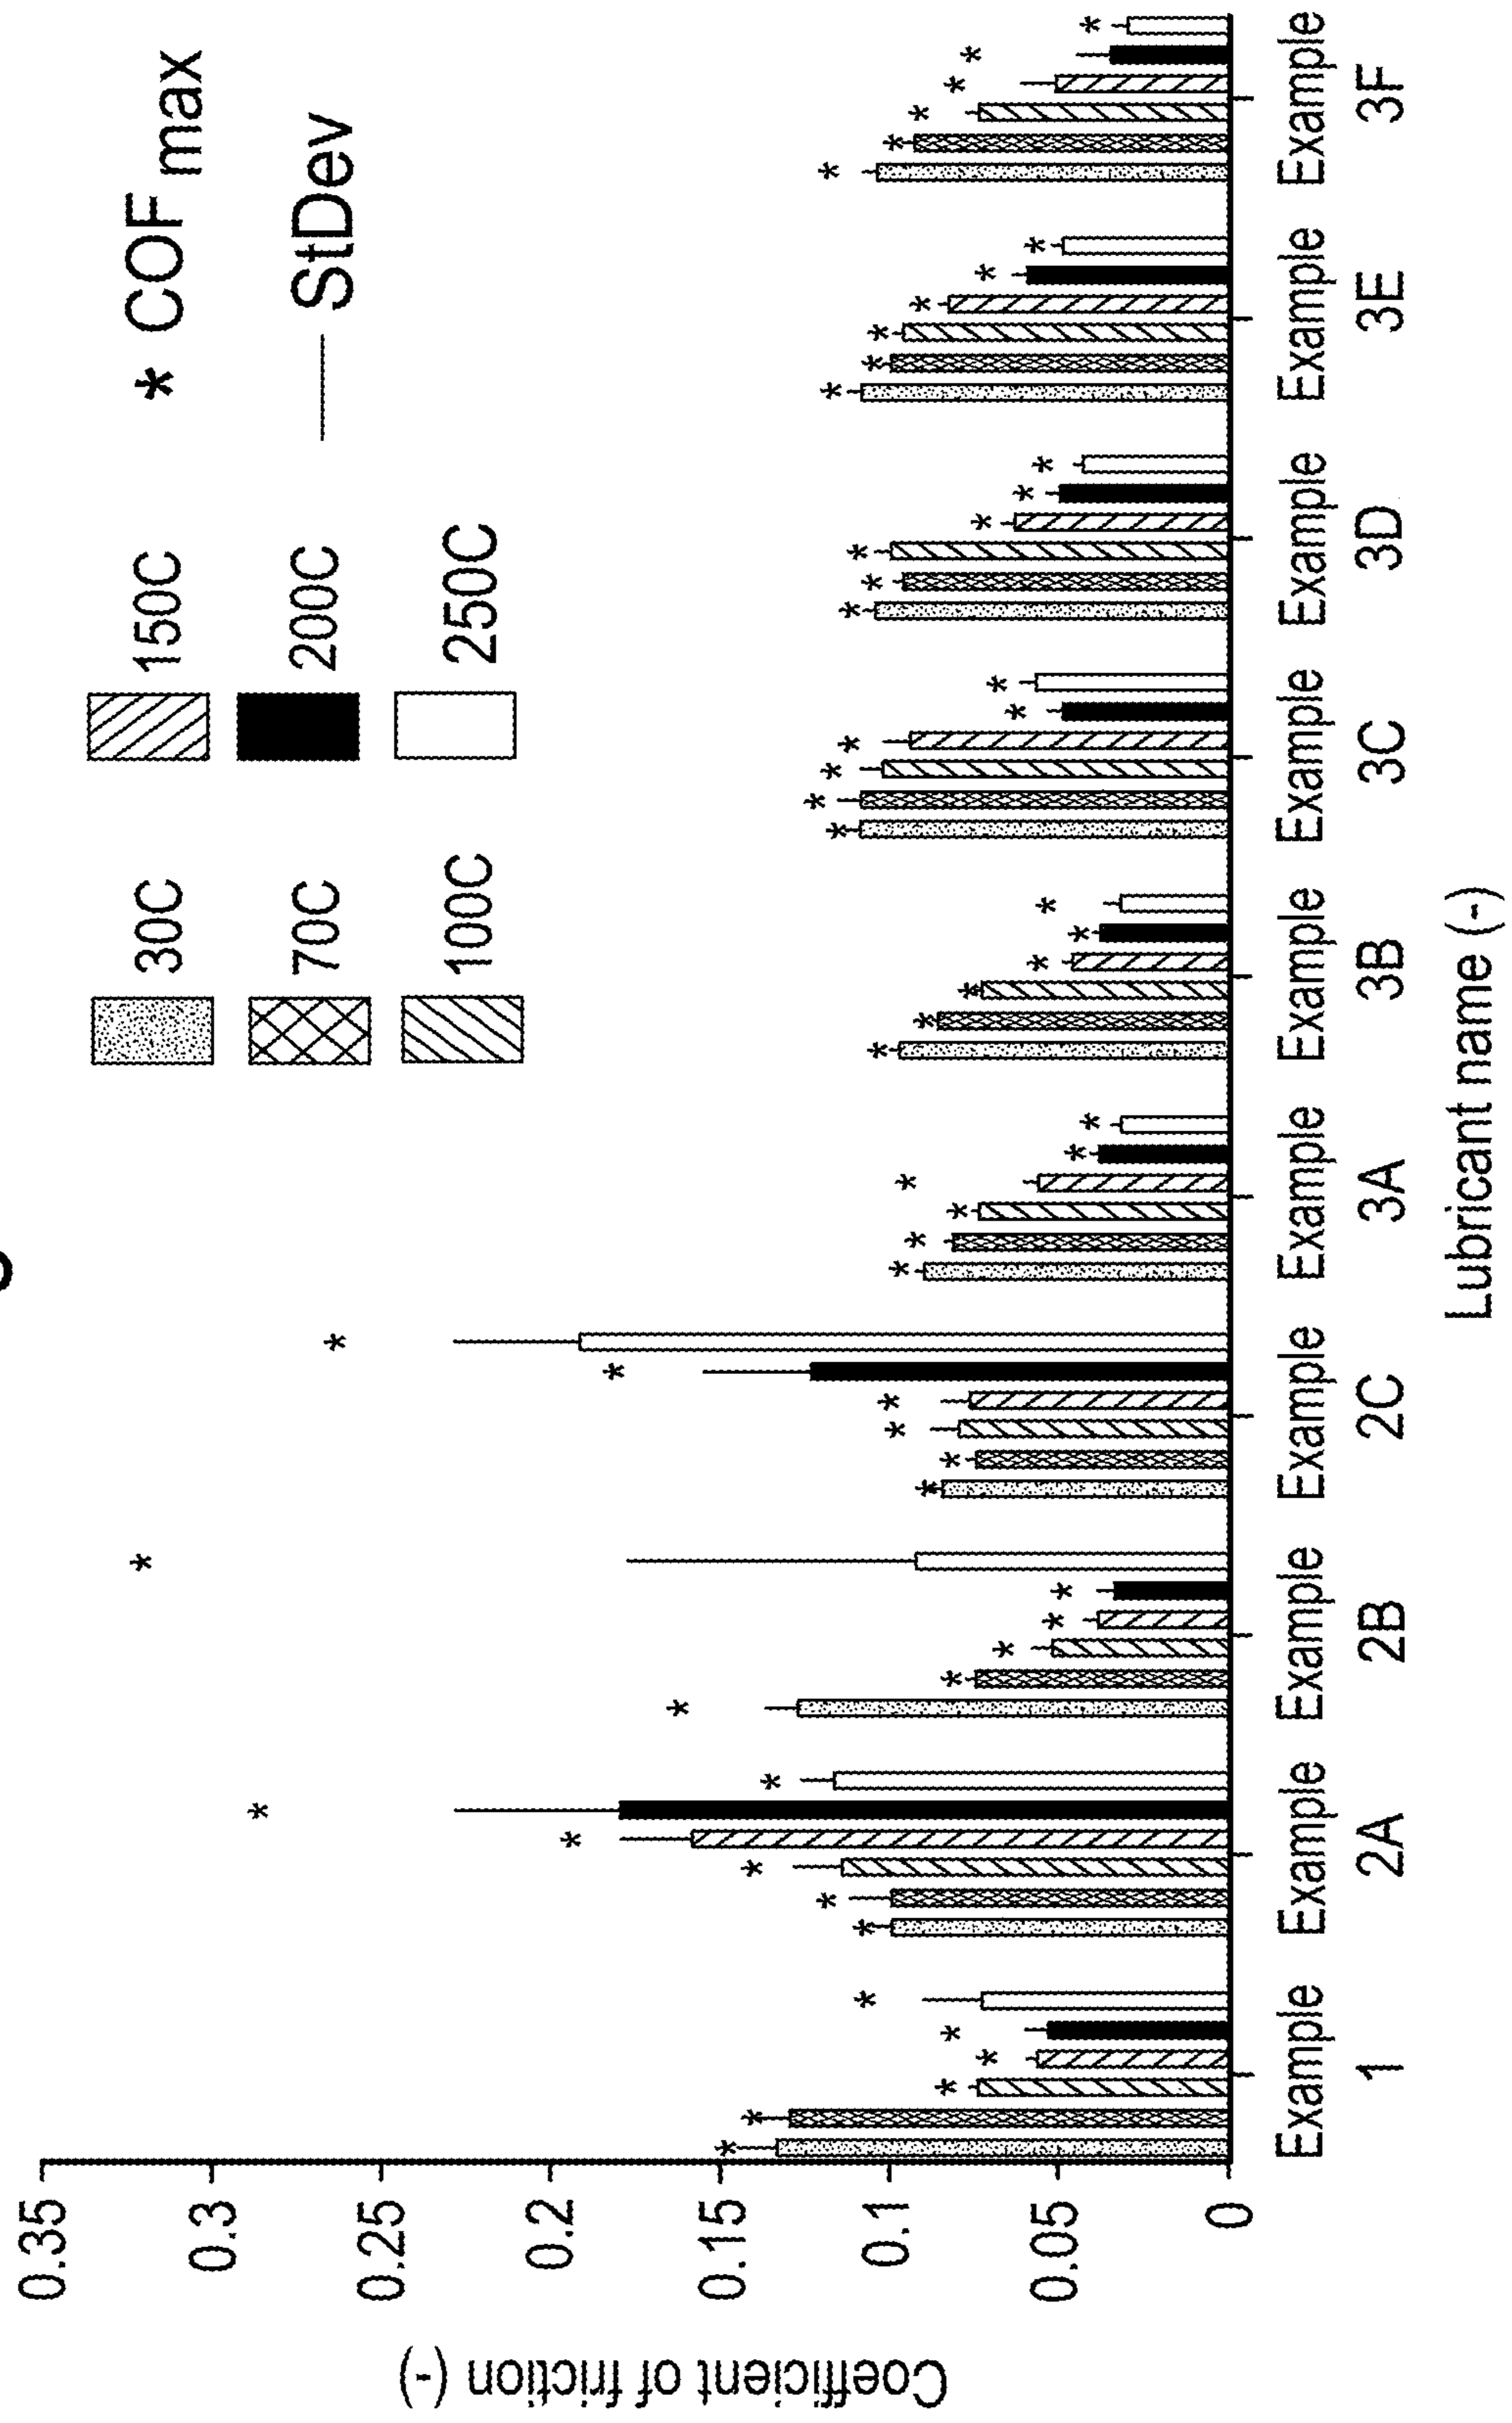 30C
70C
100C
150C
200C
250C
* COF max
StDev
Coefficient of friction (-)
0.35
0.3
0.25
0.2
0.15
0.1
0.05
0
Example 1
Example 2A
Example 2B
Example 2C
Example 3A
Example 3B
Example 3C
Example 3D
Example 3E
Example 3F
Lubricant name (-)